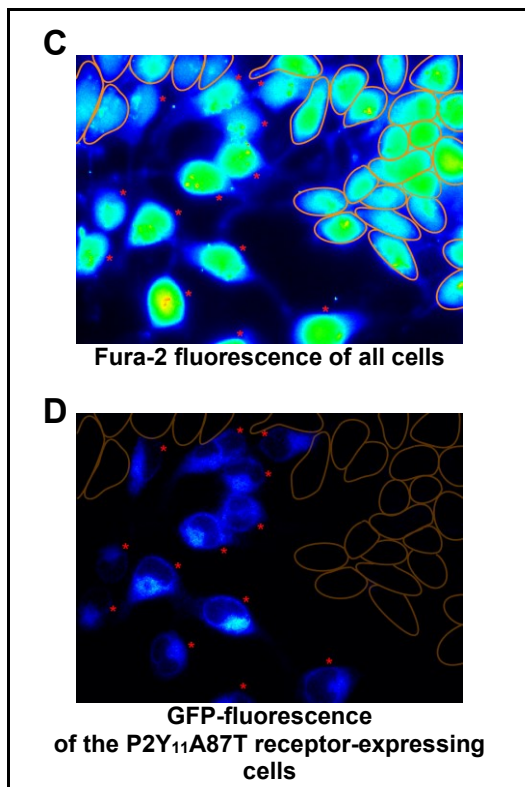 C
Fura-2 fluorescence of all cells
D
GFP-fluorescence
of the P2Y₁₁A87T receptor-expressing
cells